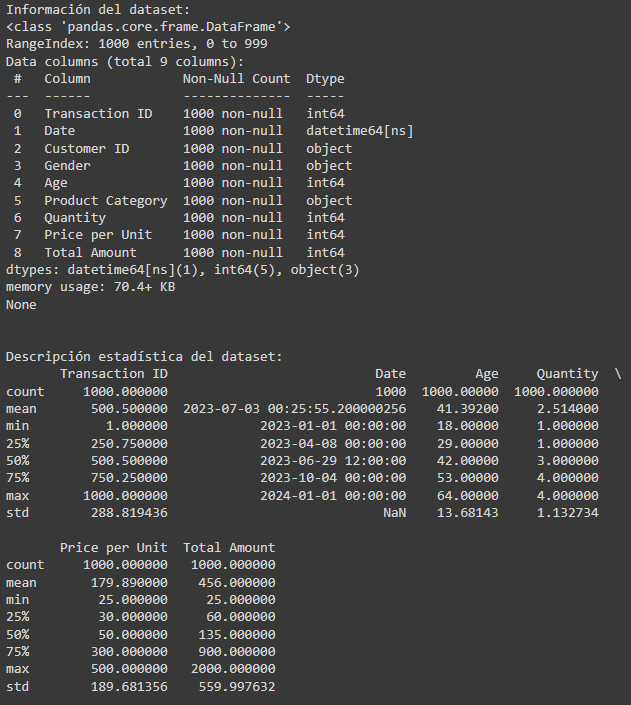 Información del dataset:
<class 'pandas.core.frame.DataFrame'>
RangeIndex: 1000 entries, 0 to 999
Data columns (total 9 columns):
 #   Column            Non-Null Count  Dtype
---  ------            --------------  -----
 0   Transaction ID    1000 non-null   int64
 1   Date              1000 non-null   datetime64[ns]
 2   Customer ID       1000 non-null   object
 3   Gender            1000 non-null   object
 4   Age               1000 non-null   int64
 5   Product Category  1000 non-null   object
 6   Quantity          1000 non-null   int64
 7   Price per Unit    1000 non-null   int64
 8   Total Amount      1000 non-null   int64
dtypes: datetime64[ns](1), int64(5), object(3)
memory usage: 70.4+ KB
None
Descripción estadística del dataset:
       Transaction ID                           Date         Age     Quantity  \
count     1000.000000                           1000  1000.00000  1000.000000
mean       500.500000  2023-07-03 00:25:55.200000256    41.39200     2.514000
min          1.000000            2023-01-01 00:00:00    18.00000     1.000000
25%        250.750000            2023-04-08 00:00:00    29.00000     1.000000
50%        500.500000            2023-06-29 12:00:00    42.00000     3.000000
75%        750.250000            2023-10-04 00:00:00    53.00000     4.000000
max       1000.000000            2024-01-01 00:00:00    64.00000     4.000000
std        288.819436                            NaN    13.68143     1.132734
       Price per Unit  Total Amount
count     1000.000000   1000.000000
mean       179.890000    456.000000
min         25.000000     25.000000
25%         30.000000     60.000000
50%         50.000000    135.000000
75%        300.000000    900.000000
max        500.000000   2000.000000
std        189.681356    559.997632